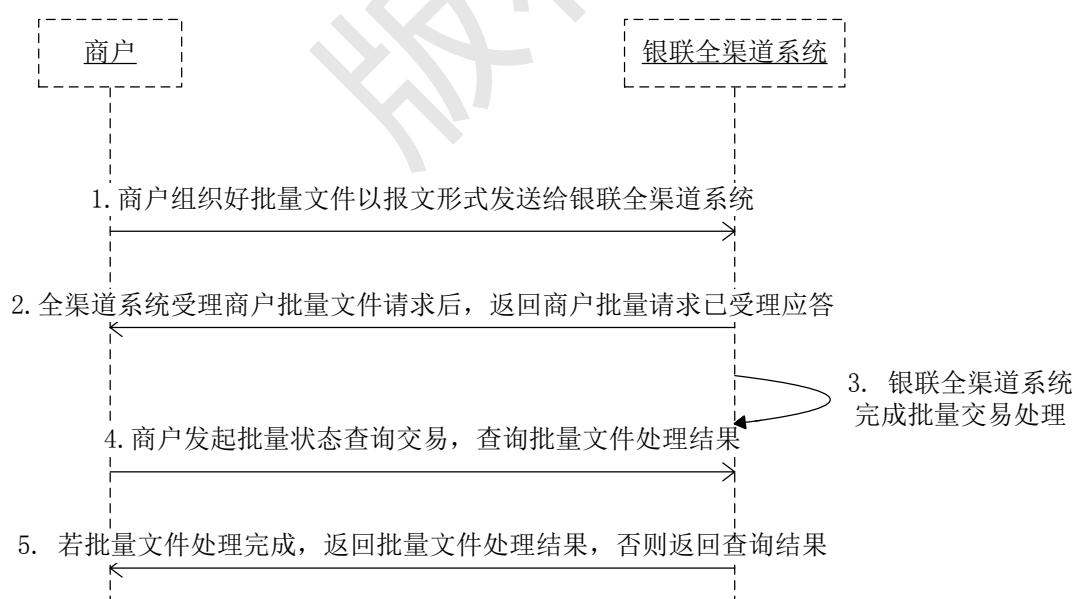 版
商户
银联全渠道系统
1.商户组织好批量文件以报文形式发送给银联全渠道系统
2.全渠道系统受理商户批量文件请求后，返回商户批量请求已受理应答
3. 银联全渠道系统
完成批量交易处理
4.商户发起批量状态查询交易，查询批量文件处理结果
5. 若批量文件处理完成，返回批量文件处理结果，否则返回查询结果